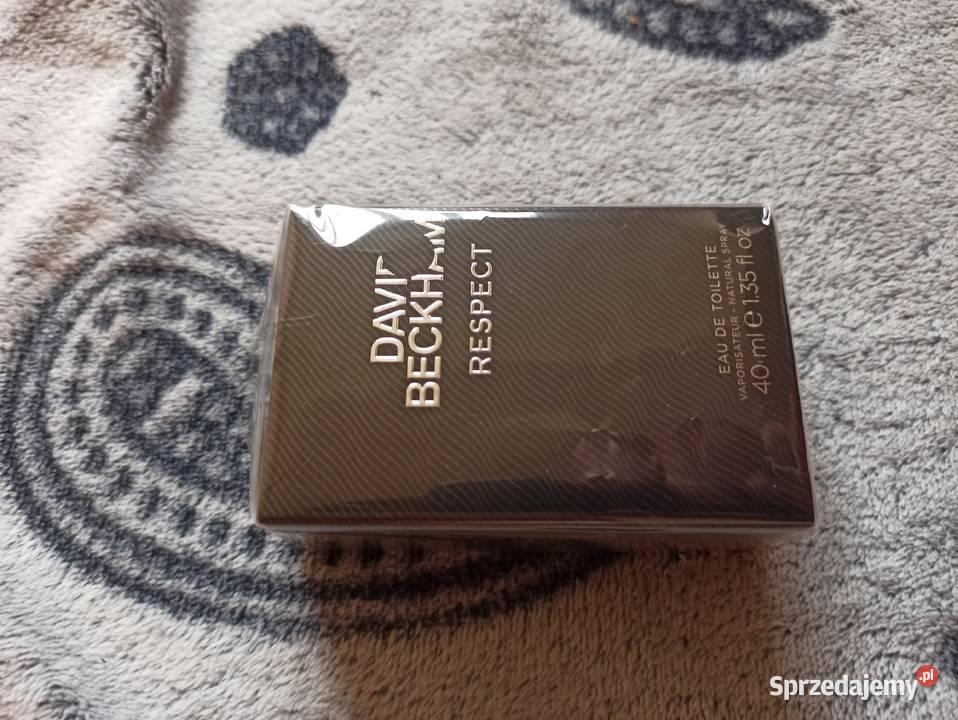 DAVID
BECKHAM
RESPECT
EAU DE TOILETTE
VAPORISATEUR · NATURAL SPRAY
40 ml e 1.35 fl oz
Sprzedajemy.pl